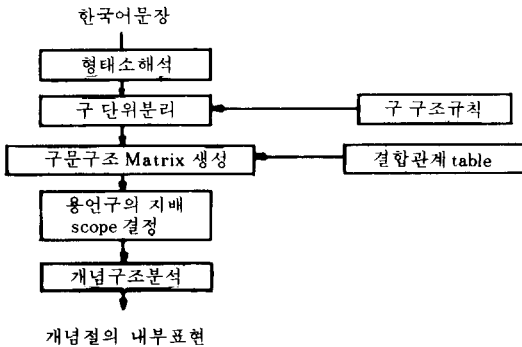 한국어문장
형태소해석
구 단위분리
구 구조규칙
구문구조 Matrix 생성
결합관계 table
용언구의 지배
scope 결정
개념구조분석
개념절의 내부표현